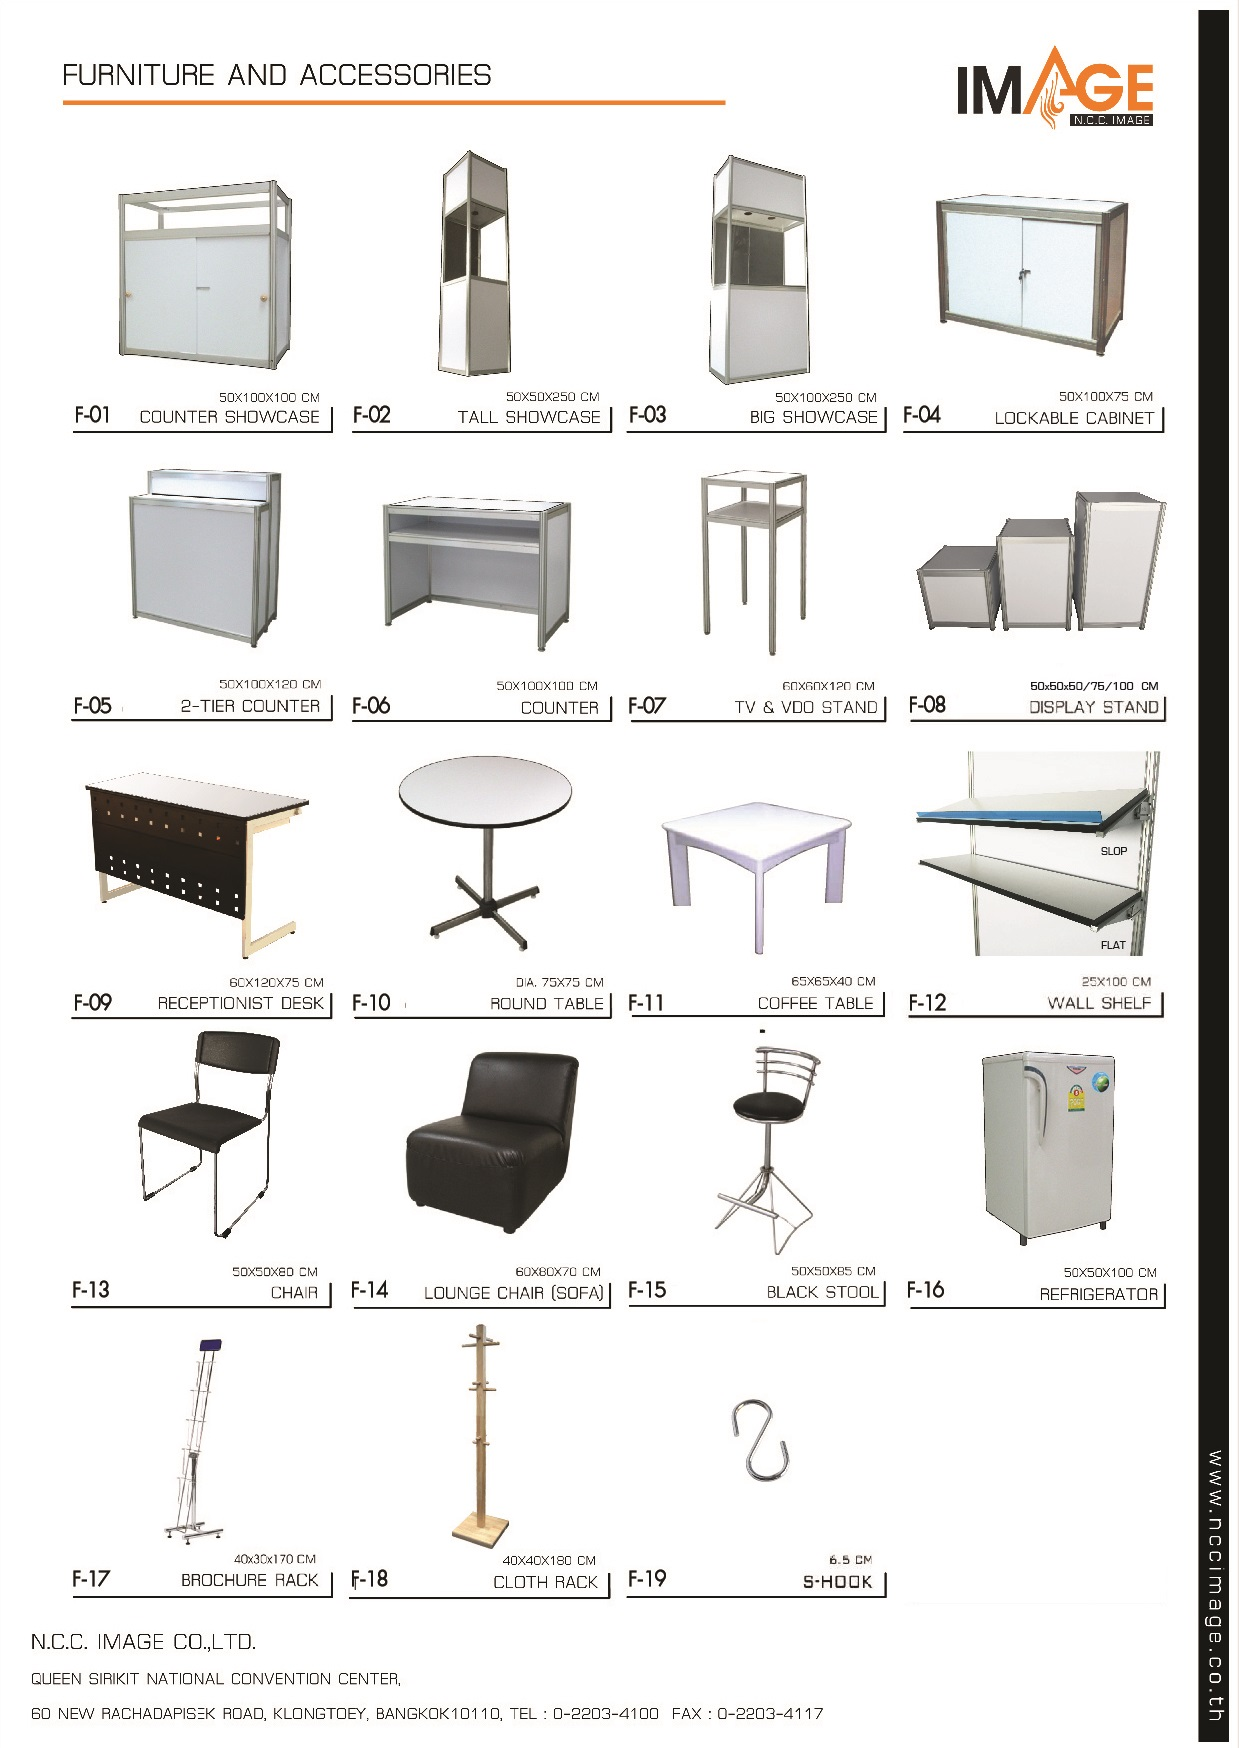 FURNITURE AND ACCESSORIES
IMAGE
N.C.C. IMAGE
50X100X100 CM
F-01 COUNTER SHOWCASE
50X50X250 CM
F-02 TALL SHOWCASE
50X100X250 CM
F-03 BIG SHOWCASE
50X100X75 CM
F-04 LOCKABLE CABINET
50X100X120 CM
F-05 2-TIER COUNTER
50X100X100 CM
F-06 COUNTER
60X60X120 CM
F-07 TV & VDO STAND
50x50x50/75/100 CM
F-08 DISPLAY STAND
60X120X75 CM
F-09 RECEPTIONIST DESK
DIA. 75X75 CM
F-10 ROUND TABLE
65X65X40 CM
F-11 COFFEE TABLE
SLOP
FLAT
25X100 CM
F-12 WALL SHELF
50X50X80 CM
F-13 CHAIR
60X80X70 CM
F-14 LOUNGE CHAIR (SOFA)
50X50X85 CM
F-15 BLACK STOOL
50X50X100 CM
F-16 REFRIGERATOR
40x30x170 CM
F-17 BROCHURE RACK
40X40X180 CM
F-18 CLOTH RACK
6.5 CM
F-19 S-HOOK
N.C.C. IMAGE CO.,LTD.
QUEEN SIRIKIT NATIONAL CONVENTION CENTER,
60 NEW RACHADAPISEK ROAD, KLONGTOEY, BANGKOK10110, TEL : 0-2203-4100 FAX : 0-2203-4117
www.nccimage.co.th